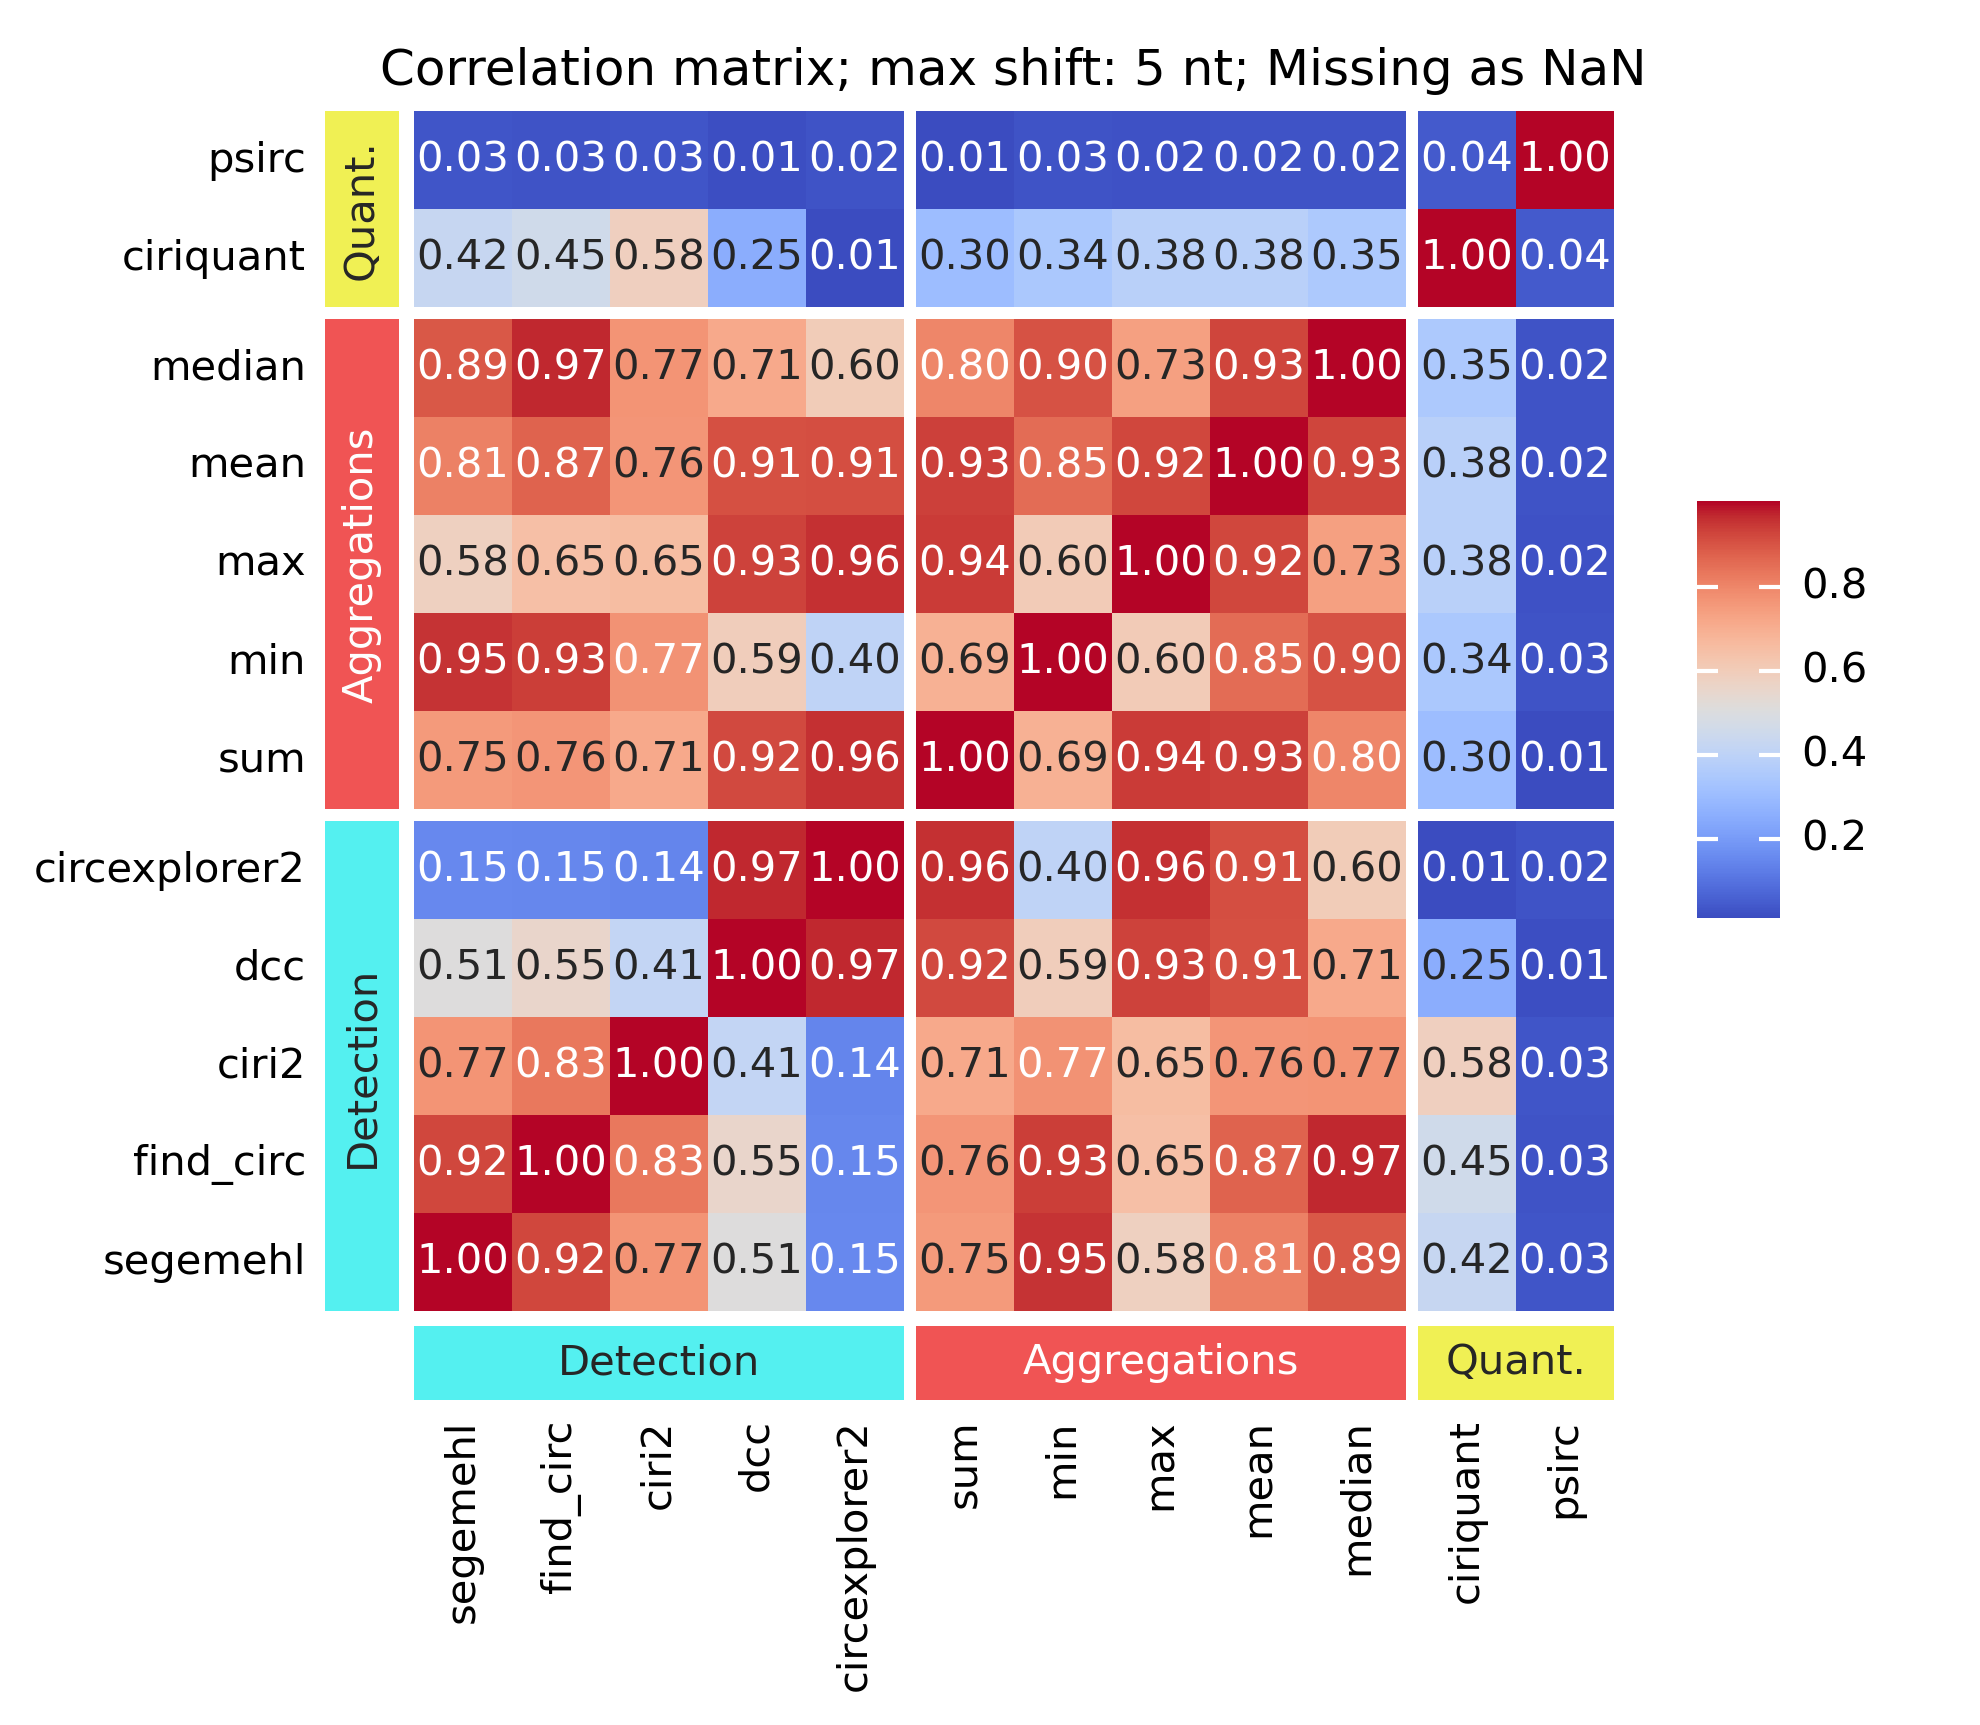 Correlation matrix; max shift: 5 nt; Missing as NaN
psirc
0.03 0.03 0.03 0.01 0.02 0.01 0.03 0.02 0.02 0.02 0.04 1.00
Quant.
ciriquant
0.42 0.45 0.58 0.25 0.01 0.30 0.34 0.38 0.38 0.35 1.00 0.04
median
0.89 0.97 0.77 0.71 0.60 0.80 0.90 0.73 0.93 1.00 0.35 0.02
mean
0.81 0.87 0.76 0.91 0.91 0.93 0.85 0.92 1.00 0.93 0.38 0.02
Aggregations
max
0.58 0.65 0.65 0.93 0.96 0.94 0.60 1.00 0.92 0.73 0.38 0.02
min
0.95 0.93 0.77 0.59 0.40 0.69 1.00 0.60 0.85 0.90 0.34 0.03
sum
0.75 0.76 0.71 0.92 0.96 1.00 0.69 0.94 0.93 0.80 0.30 0.01
circexplorer2
0.15 0.15 0.14 0.97 1.00 0.96 0.40 0.96 0.91 0.60 0.01 0.02
dcc
0.51 0.55 0.41 1.00 0.97 0.92 0.59 0.93 0.91 0.71 0.25 0.01
Detection
ciri2
0.77 0.83 1.00 0.41 0.14 0.71 0.77 0.65 0.76 0.77 0.58 0.03
find_circ
0.92 1.00 0.83 0.55 0.15 0.76 0.93 0.65 0.87 0.97 0.45 0.03
segemehl
1.00 0.92 0.77 0.51 0.15 0.75 0.95 0.58 0.81 0.89 0.42 0.03
Detection
Aggregations
Quant.
segemehl
find_circ
ciri2
dcc
circexplorer2
sum
min
max
mean
median
ciriquant
psirc
0.8
0.6
0.4
0.2